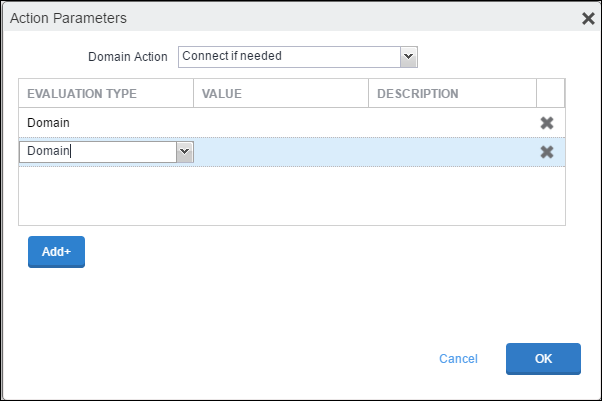 Action Parameters
Domain Action Connect if needed
EVALUATION TYPE VALUE DESCRIPTION
Domain
Domain
Add+
Cancel OK